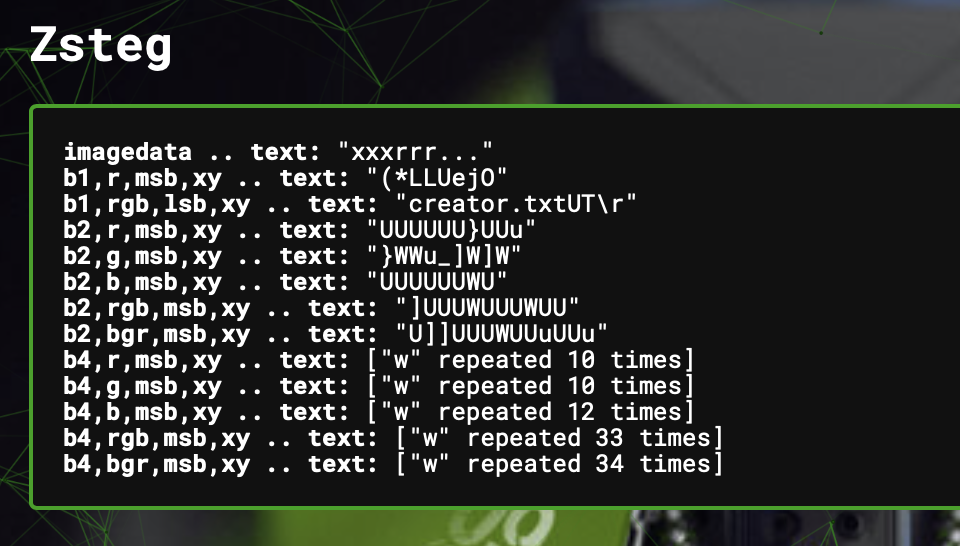 Zsteg
imagedata .. text: "xxxrrr..."
b1,r,msb,xy .. text: "(*LLUejO"
b1,rgb,lsb,xy .. text: "creator.txtUT\r"
b2,r,msb,xy .. text: "UUUUUU}UUu"
b2,g,msb,xy .. text: "}WWu_]W]W"
b2,b,msb,xy .. text: "UUUUUUWU"
b2,rgb,msb,xy .. text: "]UUUWUUUWUU"
b2,bgr,msb,xy .. text: "U]]UUUWUUuUUu"
b4,r,msb,xy .. text: ["w" repeated 10 times]
b4,g,msb,xy .. text: ["w" repeated 10 times]
b4,b,msb,xy .. text: ["w" repeated 12 times]
b4,rgb,msb,xy .. text: ["w" repeated 33 times]
b4,bgr,msb,xy .. text: ["w" repeated 34 times]